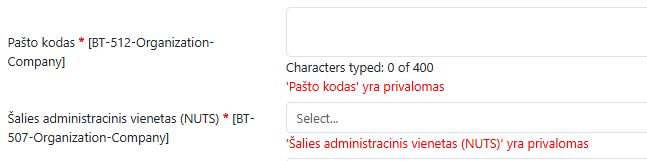 Pašto kodas * [BT-512-Organization-
Company]
Characters typed: 0 of 400
'Pašto kodas' yra privalomas
Šalies administracinis vienetas (NUTS) * [BT-
507-Organization-Company]
Select...
'Šalies administracinis vienetas (NUTS)' yra privalomas